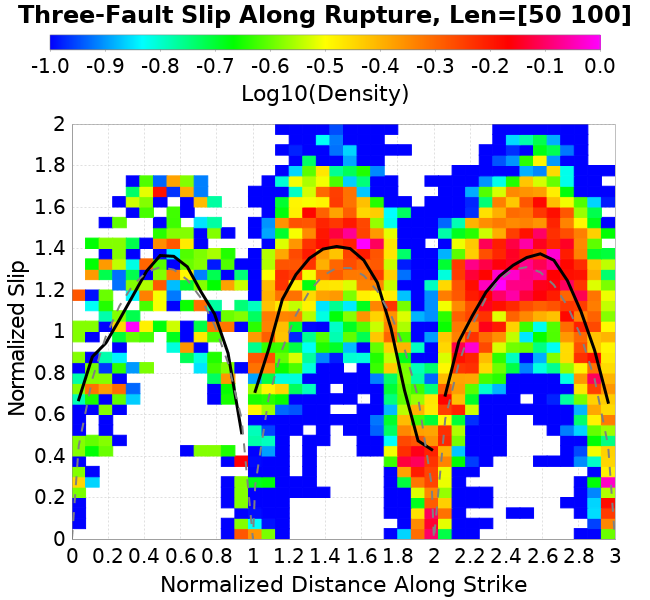 Three-Fault Slip Along Rupture, Len=[50 100]
-1.0 -0.9 -0.8 -0.7 -0.6 -0.5 -0.4 -0.3 -0.2 -0.1 0.0
Log10(Density)
2
1.8
1.6
1.4
1.2
1
0.8
0.6
0.4
0.2
0
Normalized Slip
0 0.2 0.4 0.6 0.8 1 1.2 1.4 1.6 1.8 2 2.2 2.4 2.6 2.8 3
Normalized Distance Along Strike